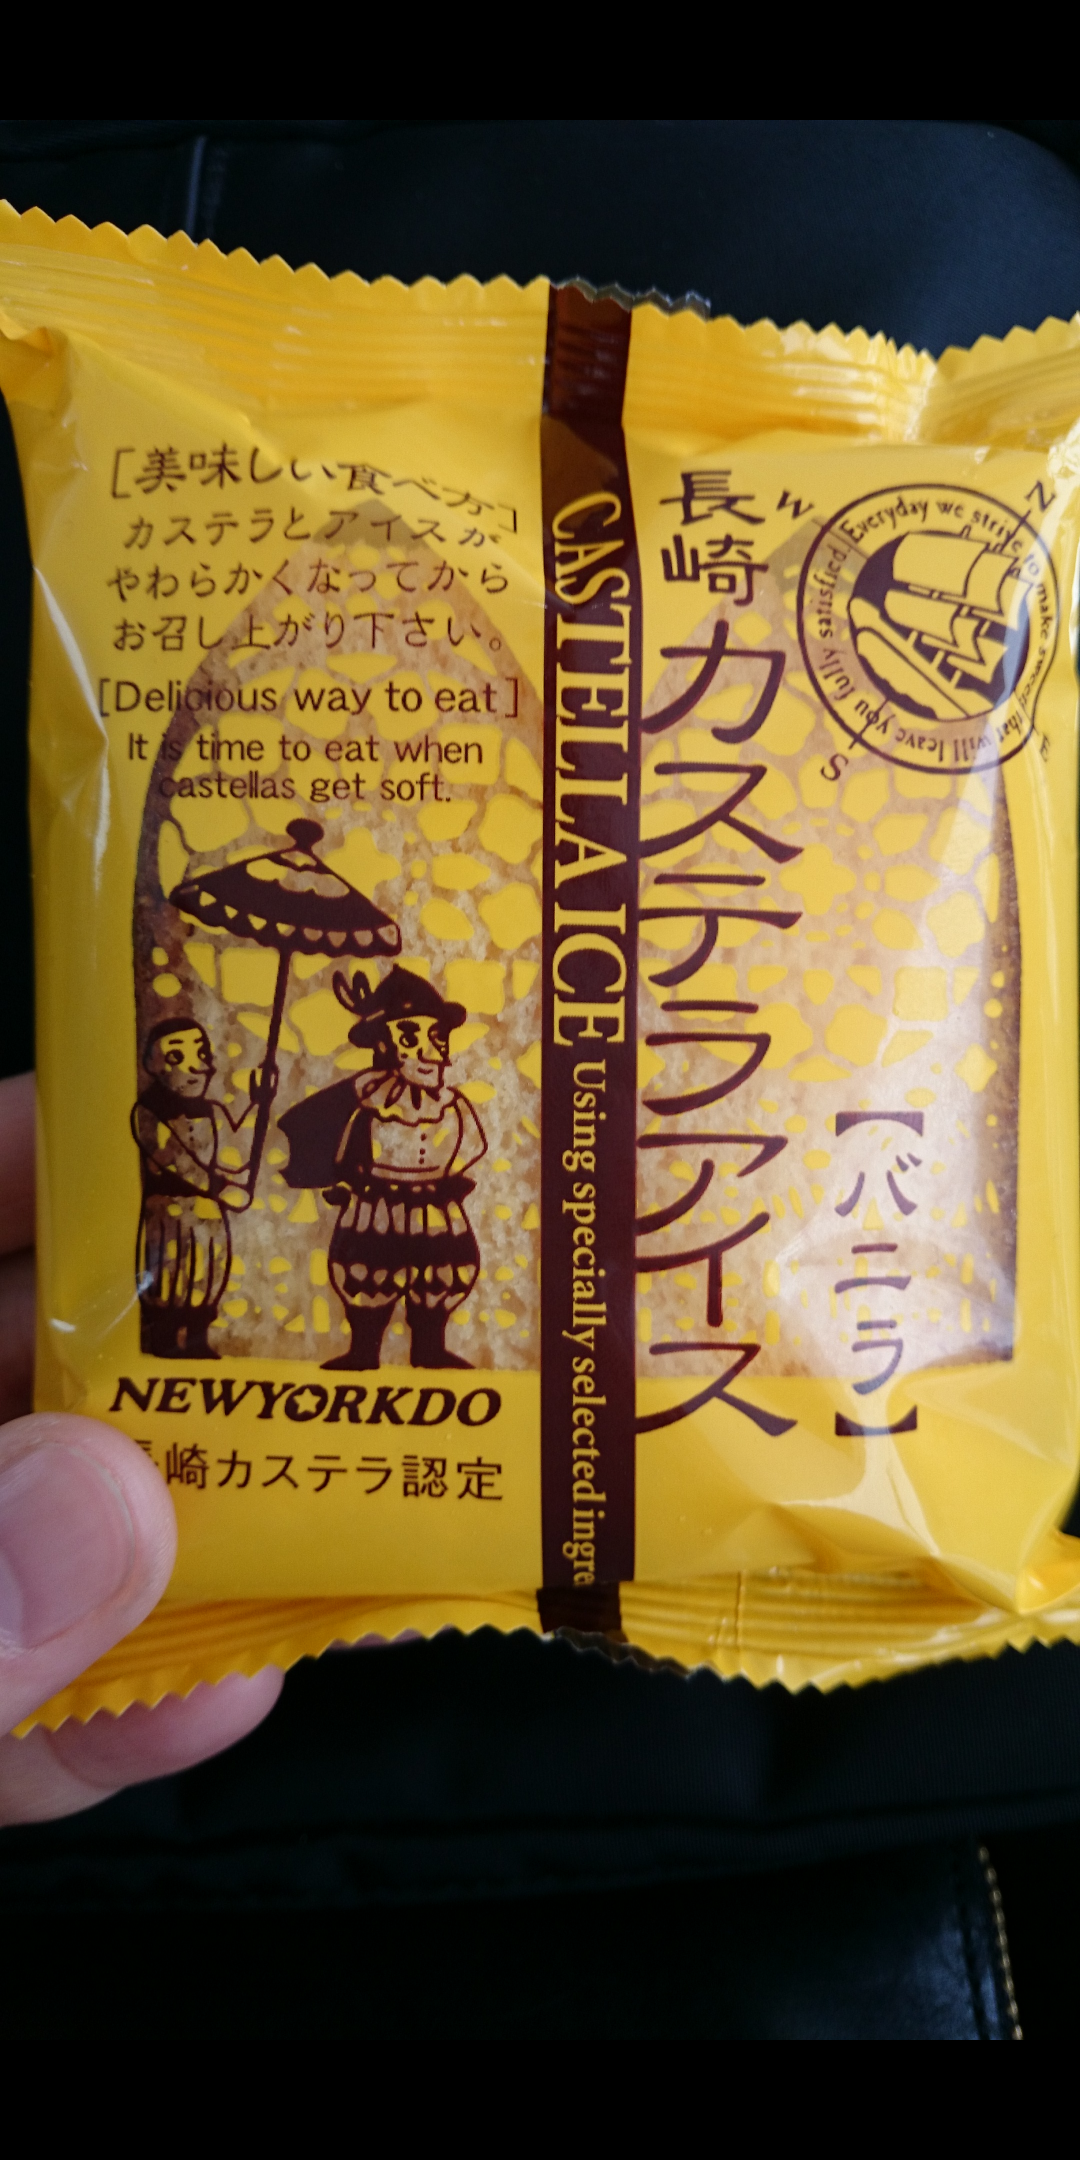 [美味しい食べ方]
カステラとアイスが
やわらかくなってから
お召し上がり下さい。
[Delicious way to eat]
It is time to eat when
castellas get soft.
NEWYORKDO
崎カステラ認定
CASTELLA ICE Using specially selected ingre
長崎カステラアイス
【バニラ】
N
W
S
E
Everyday we strive to make sweets that will leave you fully satisfied.